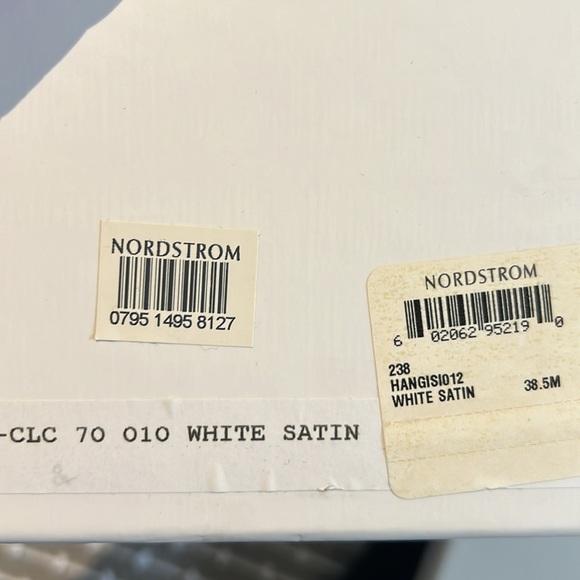 NORDSTROM
0795 1495 8127
NORDSTROM
6 02062 95219 0
238
HANGISI012
WHITE SATIN 38.5M
-CLC 70 010 WHITE SATIN